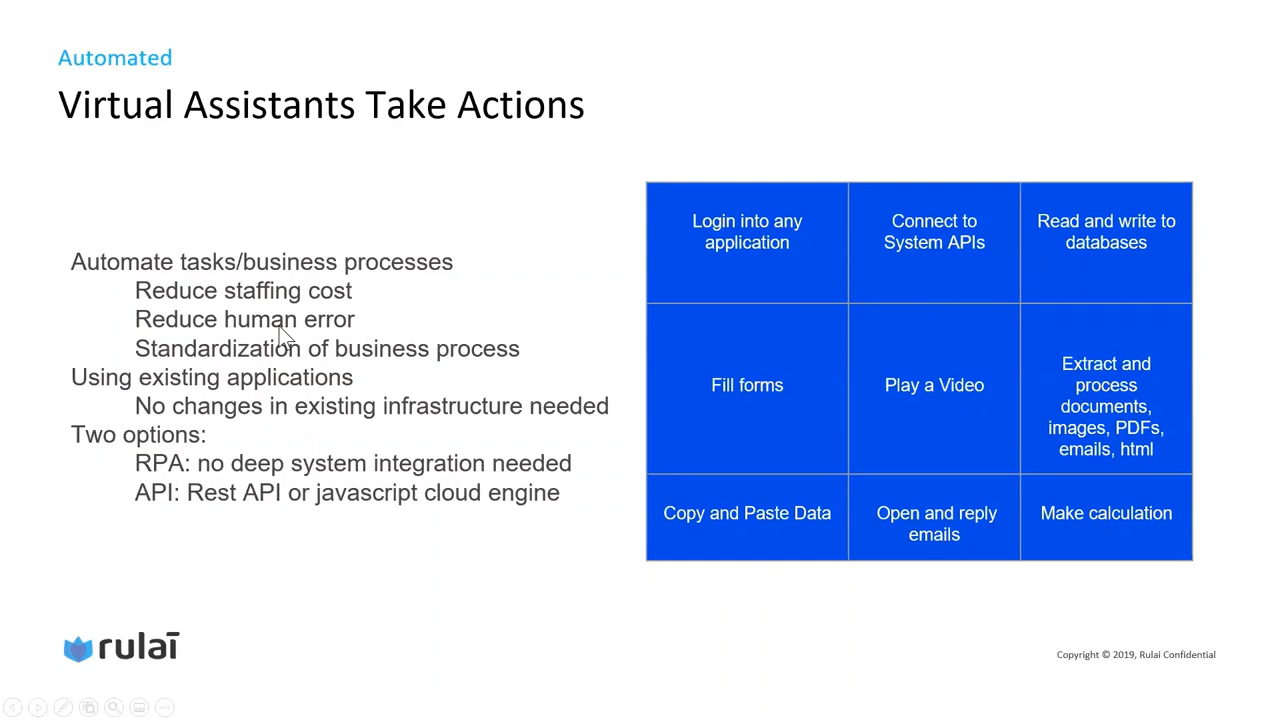 Automated
Virtual Assistants Take Actions
Automate tasks/business processes
Reduce staffing cost
Reduce human error
Standardization of business process
Using existing applications
No changes in existing infrastructure needed
Two options:
RPA: no deep system integration needed
API: Rest API or javascript cloud engine
Login into any
application
Connect to
System APIs
Read and write to
databases
Fill forms
Play a Video
Extract and
process
documents,
images, PDFs,
emails, html
Copy and Paste Data
Open and reply
emails
Make calculation
rulai
Copyright © 2019, Rulai Confidential